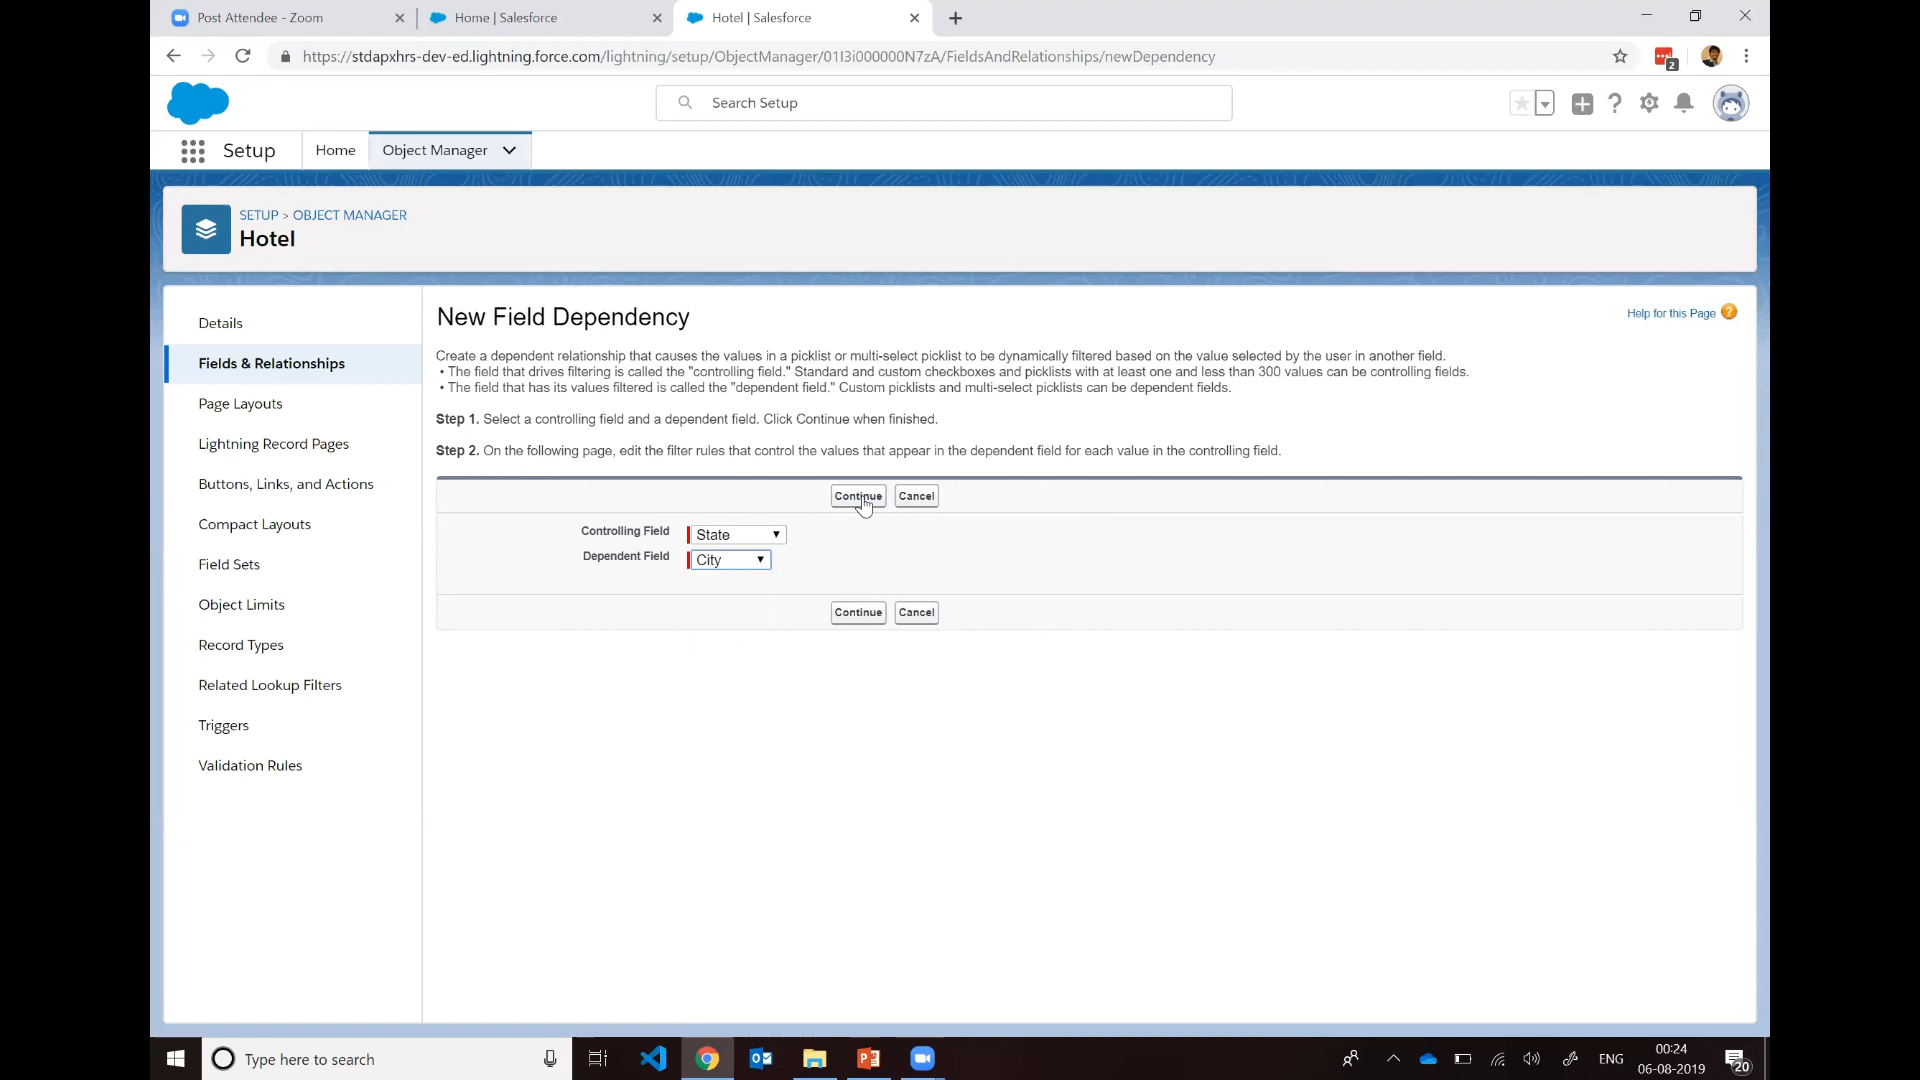 Post Attendee - Zoom
Home | Salesforce
Hotel | Salesforce
https://stdapxhrs-dev-ed.lightning.force.com/lightning/setup/ObjectManager/01I3i000000N7zA/FieldsAndRelationships/newDependency
2
Search Setup
Setup
Home
Object Manager
SETUP > OBJECT MANAGER
Hotel
Details
Fields & Relationships
Page Layouts
Lightning Record Pages
Buttons, Links, and Actions
Compact Layouts
Field Sets
Object Limits
Record Types
Related Lookup Filters
Triggers
Validation Rules
New Field Dependency
Help for this Page ?
Create a dependent relationship that causes the values in a picklist or multi-select picklist to be dynamically filtered based on the value selected by the user in another field.
• The field that drives filtering is called the "controlling field." Standard and custom checkboxes and picklists with at least one and less than 300 values can be controlling fields.
• The field that has its values filtered is called the "dependent field." Custom picklists and multi-select picklists can be dependent fields.
Step 1. Select a controlling field and a dependent field. Click Continue when finished.
Step 2. On the following page, edit the filter rules that control the values that appear in the dependent field for each value in the controlling field.
Continue Cancel
Controlling Field State
Dependent Field City
Continue Cancel
Type here to search
ENG
00:24
06-08-2019
20